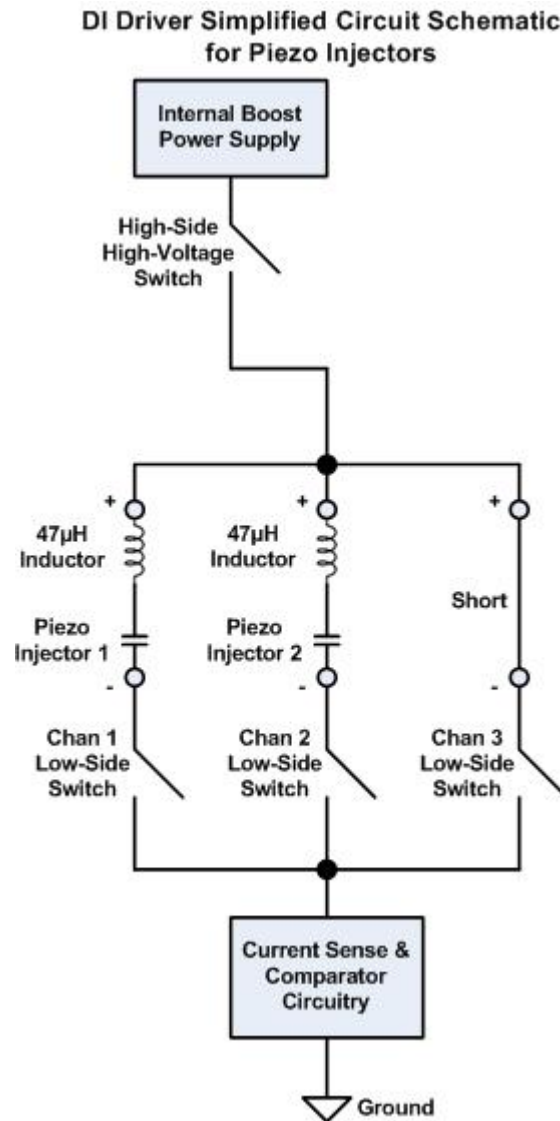 DI Driver Simplified Circuit Schematic
for Piezo Injectors
Internal Boost
Power Supply
High-Side
High-Voltage
Switch
+
+
+
47µH
Inductor
47µH
Inductor
Short
Piezo
Injector 1
Piezo
Injector 2
-
-
-
Chan 1
Low-Side
Switch
Chan 2
Low-Side
Switch
Chan 3
Low-Side
Switch
Current Sense &
Comparator
Circuitry
Ground